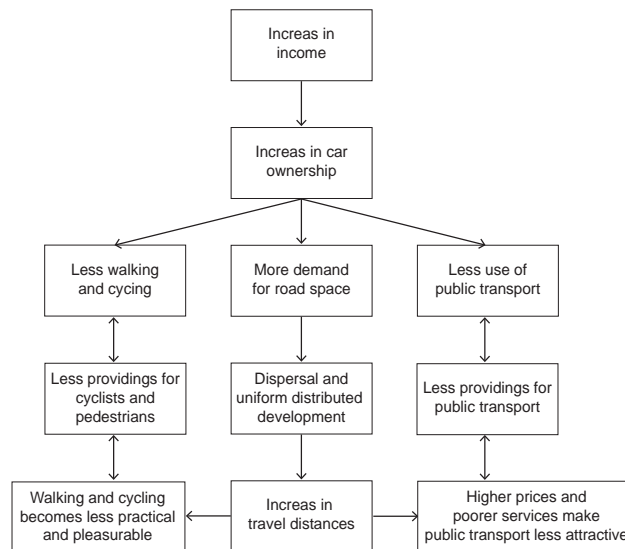 Increas in
income
Increas in car
ownership
Less walking
and cycing
More demand
for road space
Less use of
public transport
Less providings for
cyclists and
pedestrians
Dispersal and
uniform distributed
development
Less providings for
public transport
Walking and cycling
becomes less practical
and pleasurable
Increas in
travel distances
Higher prices and
poorer services make
public transport less attractive